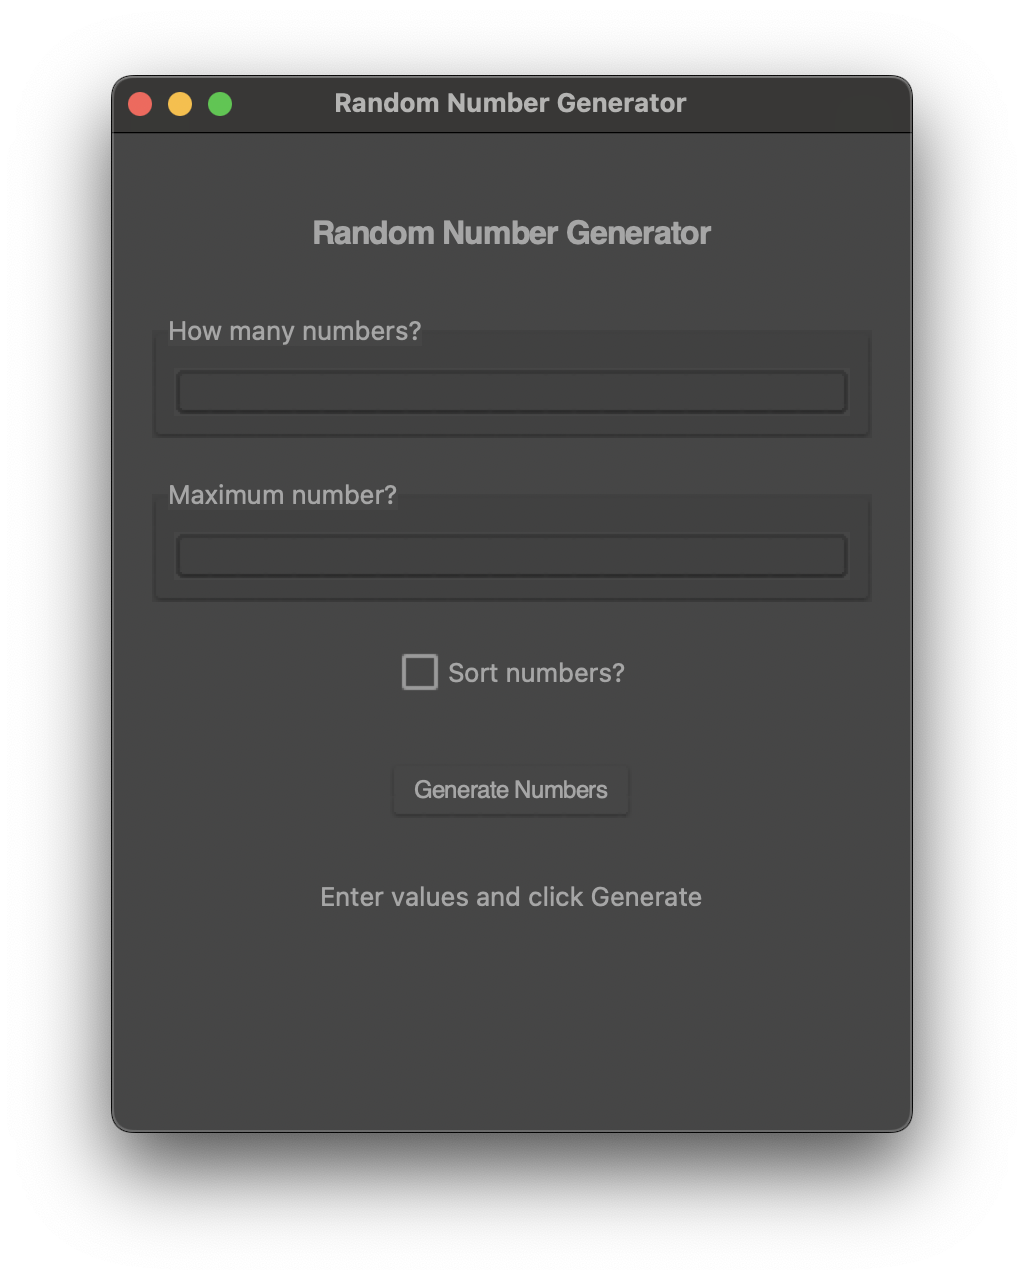 Random Number Generator
Random Number Generator
How many numbers?
Maximum number?
Sort numbers?
Generate Numbers
Enter values and click Generate